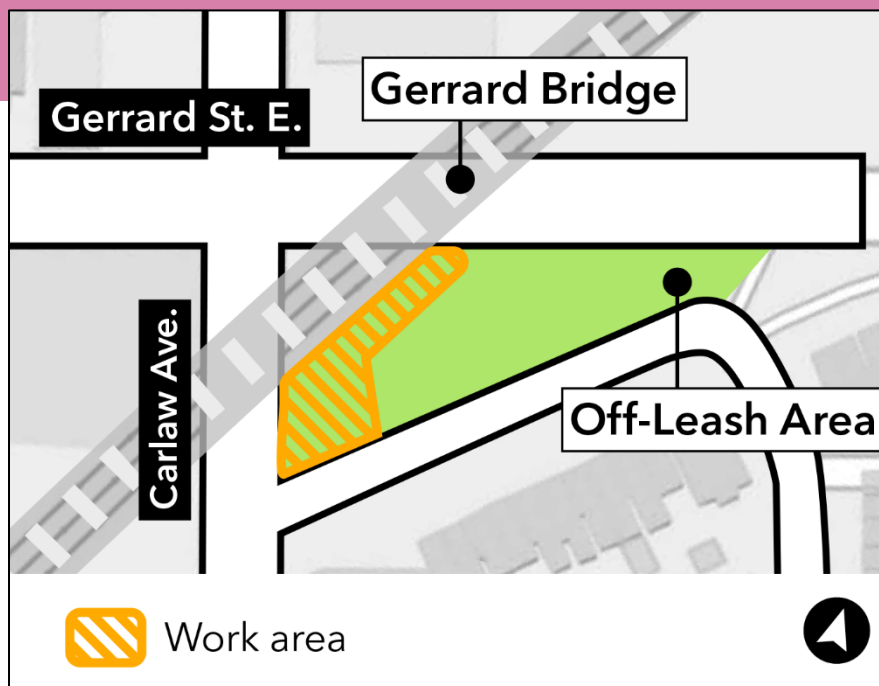 Gerrard Bridge
Gerrard St. E.
Carlaw Ave.
Off-Leash Area
Work area